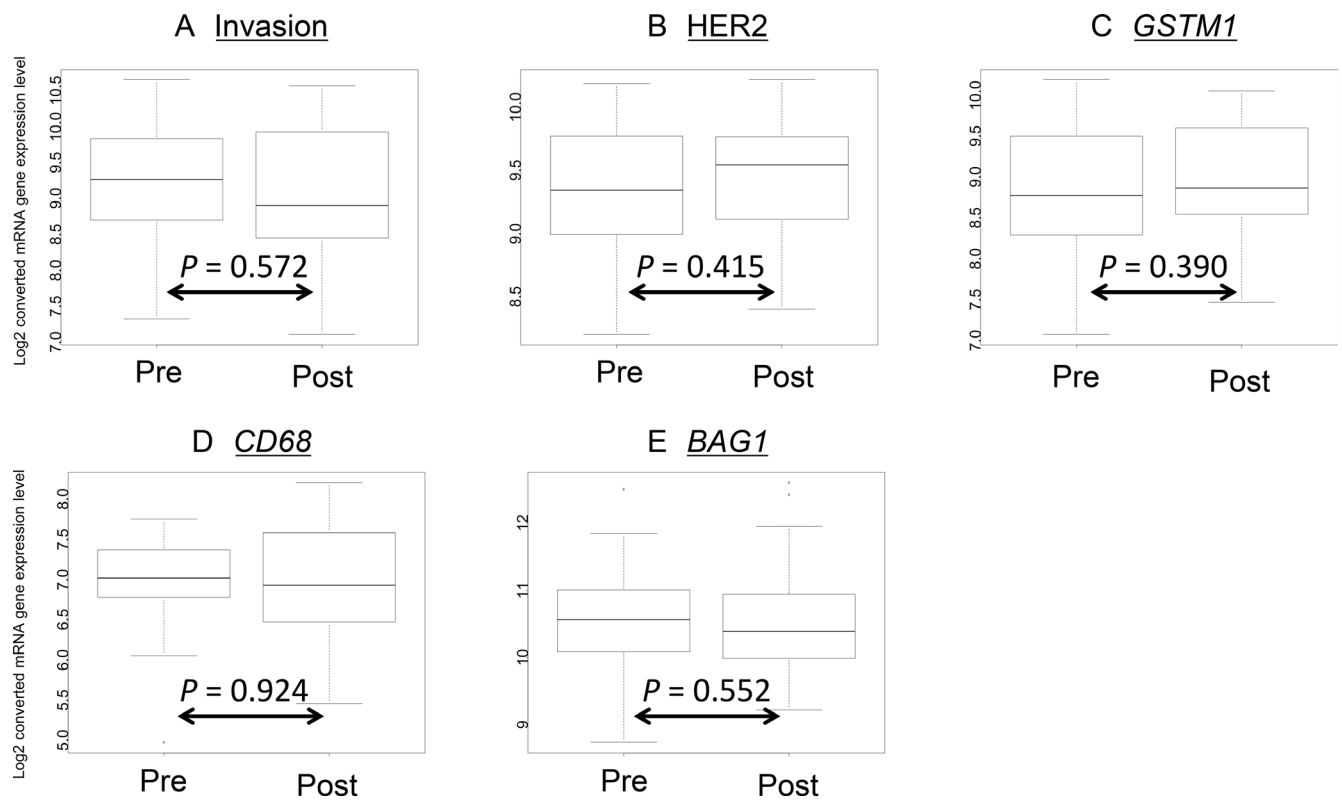 A Invasion
B HER2
C GSTM1
Log2 converted mRNA gene expression level
10.5
10.0
9.5
9.0
8.5
8.0
7.5
7.0
P = 0.572
Pre
Post
10.0
9.5
9.0
8.5
P = 0.415
Pre
Post
10.0
9.5
9.0
8.5
8.0
7.5
7.0
P = 0.390
Pre
Post
D CD68
E BAG1
Log2 converted mRNA gene expression level
8.0
7.5
7.0
6.5
6.0
5.5
5.0
P = 0.924
Pre
Post
12
11
10
9
P = 0.552
Pre
Post